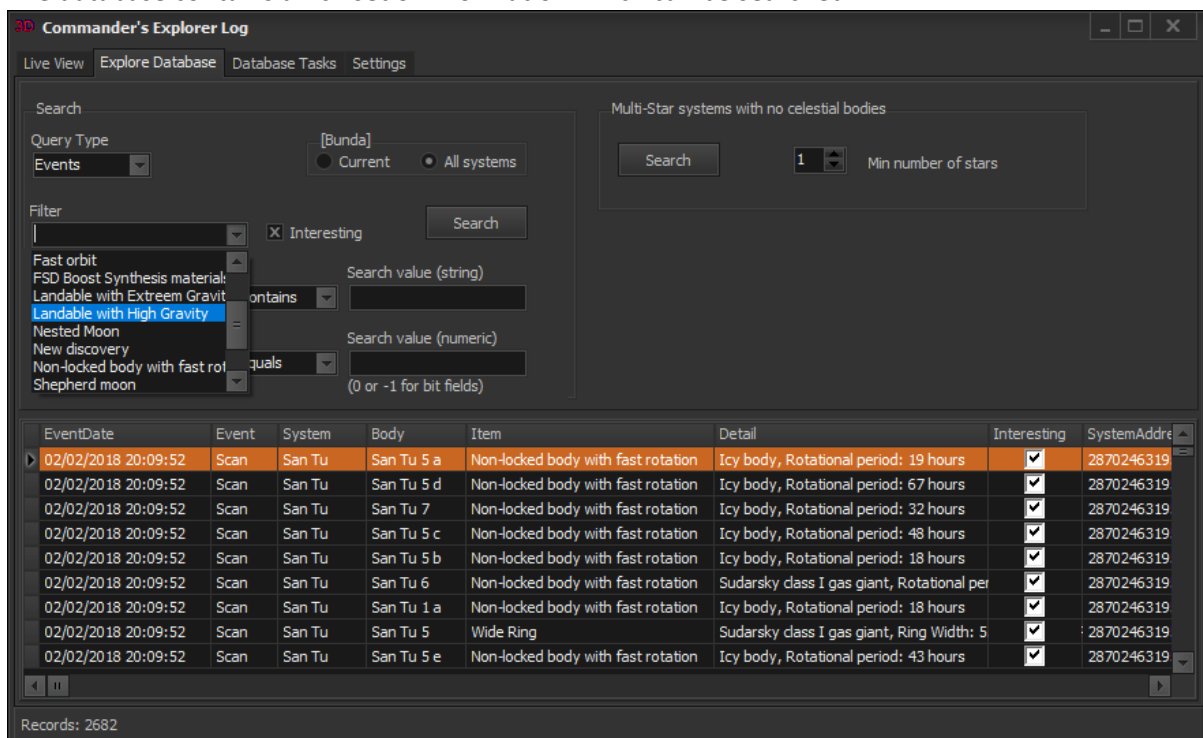 3D Commander's Explorer Log
Live View Explore Database Database Tasks Settings
Search
Multi-Star systems with no celestial bodies
Query Type
[Bunda]
Events
Current
All systems
Search
1
Min number of stars
Filter
Interesting
Search
Fast orbit
FSD Boost Synthesis materials
Landable with Extreem Gravit
Landable with High Gravity
Nested Moon
New discovery
Non-locked body with fast rot
Shepherd moon
Search value (string)
ontains
Search value (numeric)
quals
(0 or -1 for bit fields)
EventDate Event System Body Item Detail Interesting SystemAddre
02/02/2018 20:09:52 Scan San Tu San Tu 5 a Non-locked body with fast rotation Icy body, Rotational period: 19 hours 2870246319
02/02/2018 20:09:52 Scan San Tu San Tu 5 d Non-locked body with fast rotation Icy body, Rotational period: 67 hours 2870246319
02/02/2018 20:09:52 Scan San Tu San Tu 7 Non-locked body with fast rotation Icy body, Rotational period: 32 hours 2870246319
02/02/2018 20:09:52 Scan San Tu San Tu 5 c Non-locked body with fast rotation Icy body, Rotational period: 48 hours 2870246319
02/02/2018 20:09:52 Scan San Tu San Tu 5 b Non-locked body with fast rotation Icy body, Rotational period: 18 hours 2870246319
02/02/2018 20:09:52 Scan San Tu San Tu 6 Non-locked body with fast rotation Sudarsky class I gas giant, Rotational per 2870246319
02/02/2018 20:09:52 Scan San Tu San Tu 1 a Non-locked body with fast rotation Icy body, Rotational period: 18 hours 2870246319
02/02/2018 20:09:52 Scan San Tu San Tu 5 Wide Ring Sudarsky class I gas giant, Ring Width: 5 2870246319
02/02/2018 20:09:52 Scan San Tu San Tu 5 e Non-locked body with fast rotation Icy body, Rotational period: 43 hours 2870246319
Records: 2682